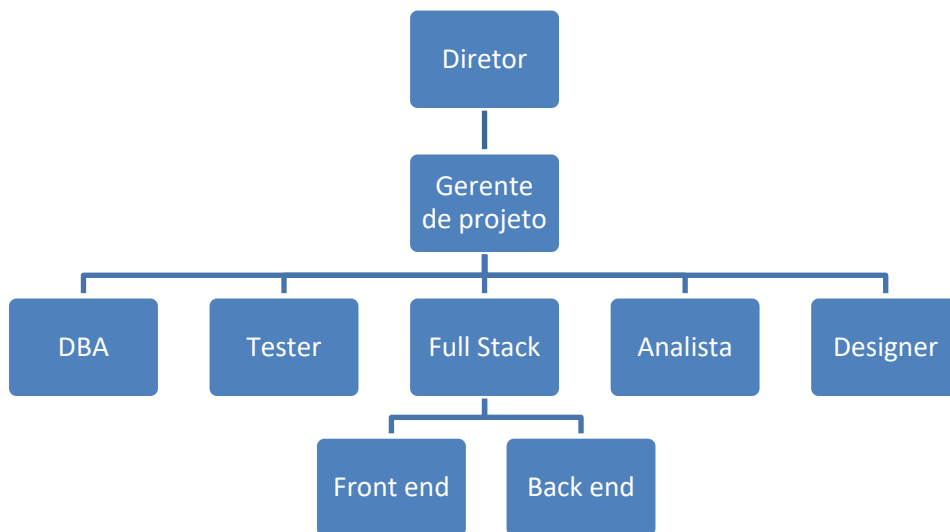 Diretor
Gerente
de projeto
DBA
Tester
Full Stack
Analista
Designer
Front end
Back end